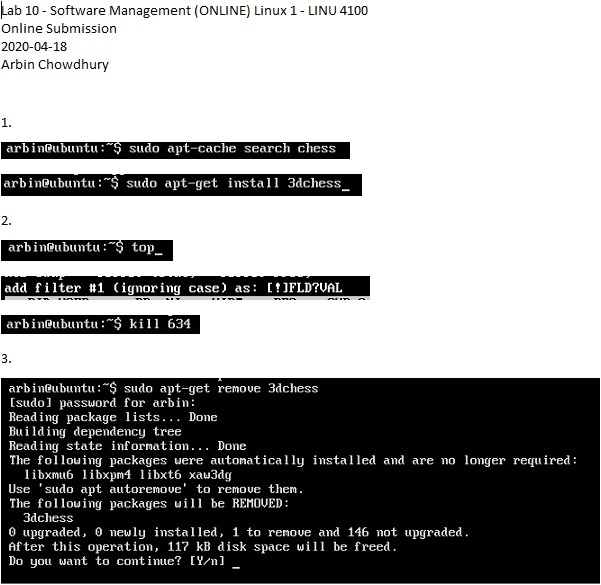 Lab 10 - Software Management (ONLINE) Linux 1 - LINU 4100
Online Submission
2020-04-18
Arbin Chowdhury
1.
arbin@ubuntu:~$ sudo apt-cache search chess
arbin@ubuntu:~$ sudo apt-get install 3dchess_
2.
arbin@ubuntu:~$ top_
add filter #1 (ignoring case) as: [!]FLD?VAL
arbin@ubuntu:~$ kill 634
3.
arbin@ubuntu:~$ sudo apt-get remove 3dchess
[sudo] password for arbin:
Reading package lists... Done
Building dependency tree
Reading state information... Done
The following packages were automatically installed and are no longer required:
  libxmu6 libxpm4 libxt6 xaw3dg
Use 'sudo apt autoremove' to remove them.
The following packages will be REMOVED:
  3dchess
0 upgraded, 0 newly installed, 1 to remove and 146 not upgraded.
After this operation, 117 kB disk space will be freed.
Do you want to continue? [Y/n] _